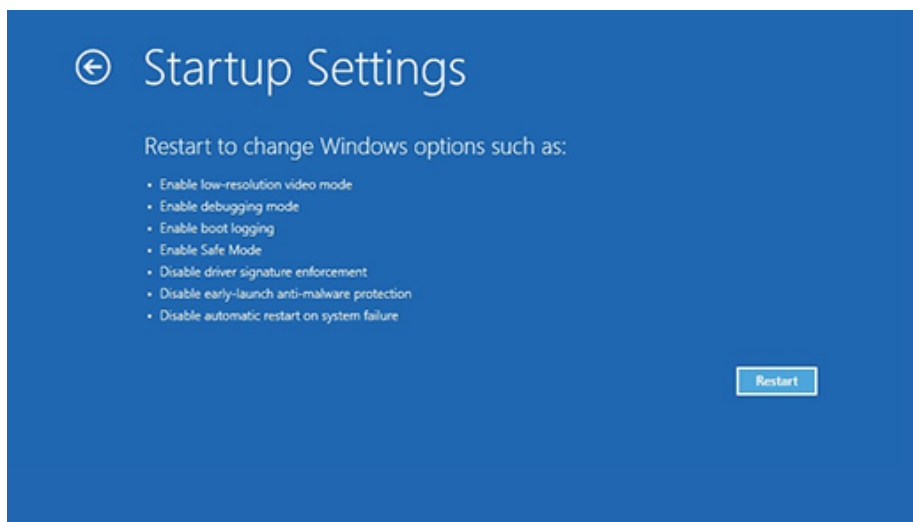 Startup Settings
Restart to change Windows options such as:
• Enable low-resolution video mode
• Enable debugging mode
• Enable boot logging
• Enable Safe Mode
• Disable driver signature enforcement
• Disable early-launch anti-malware protection
• Disable automatic restart on system failure
Restart